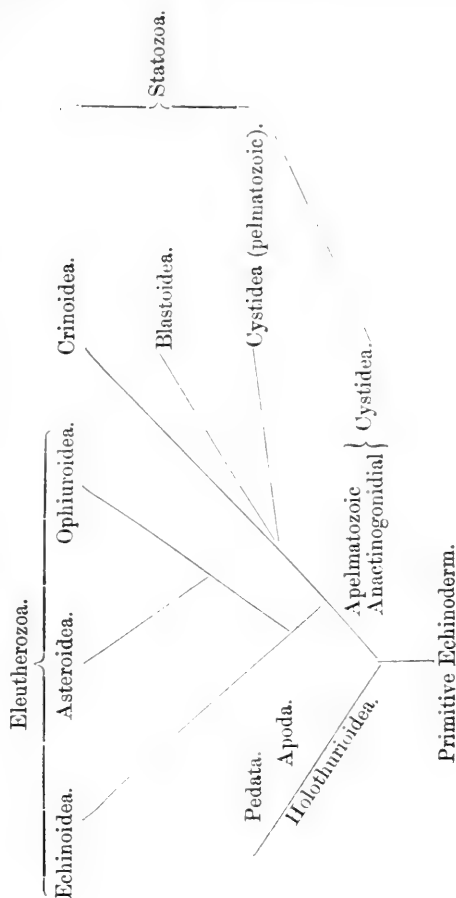 Statozoa.
Eleutherozoa.
Crinoidea.
Echinoidea. Asteroidea. Ophiuroidea.
Blastoidea.
Cystidea (pelmatozoic).
Apelmatozoic
Anactinogonidial } Cystidea.
Pedata.
Apoda.
Holothurioidea.
Primitive Echinoderm.